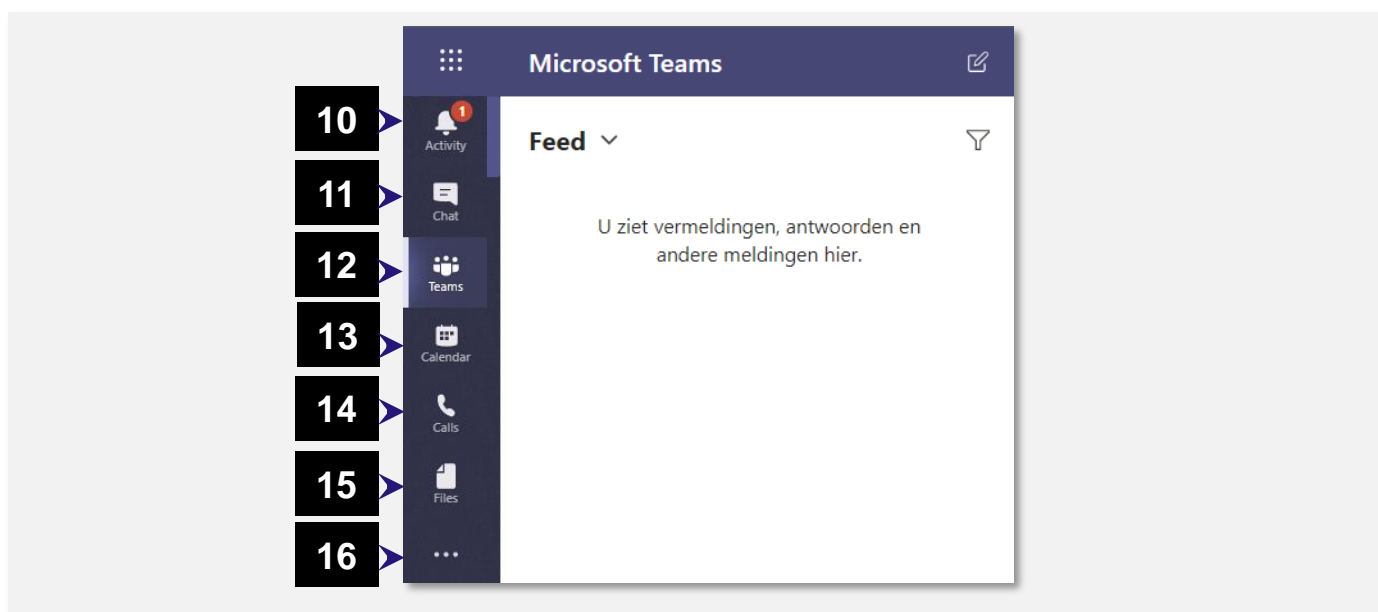 Microsoft Teams
10
1
Activity
Feed
11
Chat
U ziet vermeldingen, antwoorden en
andere meldingen hier.
12
Teams
13
Calendar
14
Calls
15
Files
16